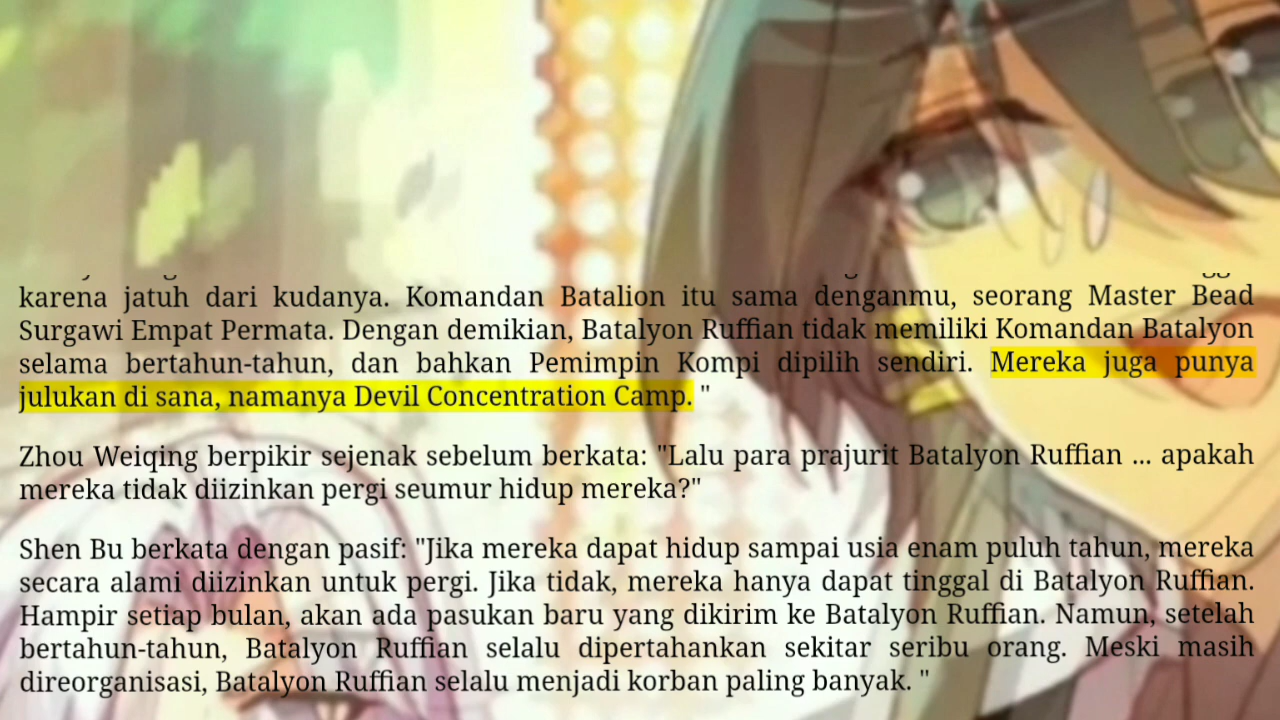 karena jatuh dari kudanya. Komandan Batalion itu sama denganmu, seorang Master Bead
Surgawi Empat Permata. Dengan demikian, Batalyon Ruffian tidak memiliki Komandan Batalyon
selama bertahun-tahun, dan bahkan Pemimpin Kompi dipilih sendiri. Mereka juga punya
julukan di sana, namanya Devil Concentration Camp. "
Zhou Weiqing berpikir sejenak sebelum berkata: "Lalu para prajurit Batalyon Ruffian ... apakah
mereka tidak diizinkan pergi seumur hidup mereka?"
Shen Bu berkata dengan pasif: "Jika mereka dapat hidup sampai usia enam puluh tahun, mereka
secara alami diizinkan untuk pergi. Jika tidak, mereka hanya dapat tinggal di Batalyon Ruffian.
Hampir setiap bulan, akan ada pasukan baru yang dikirim ke Batalyon Ruffian. Namun, setelah
bertahun-tahun, Batalyon Ruffian selalu dipertahankan sekitar seribu orang. Meski masih
direorganisasi, Batalyon Ruffian selalu menjadi korban paling banyak. "